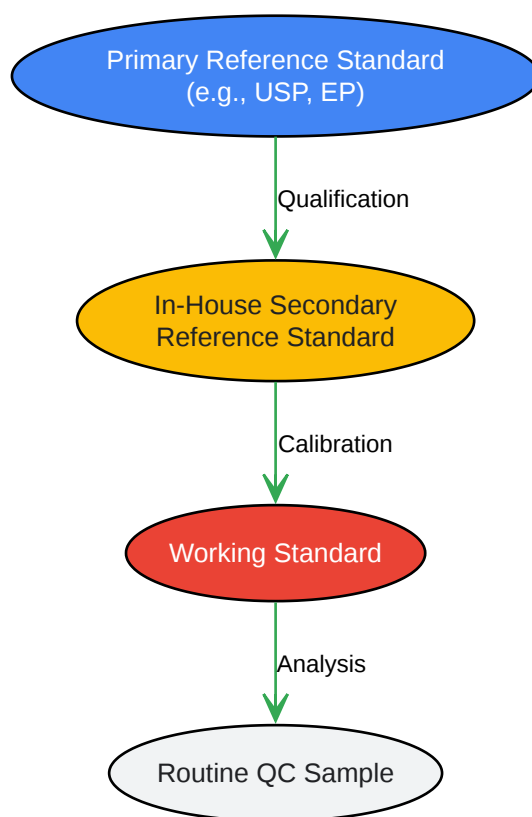 Primary Reference Standard
(e.g., USP, EP)
Qualification
In-House Secondary
Reference Standard
Calibration
Working Standard
Analysis
Routine QC Sample